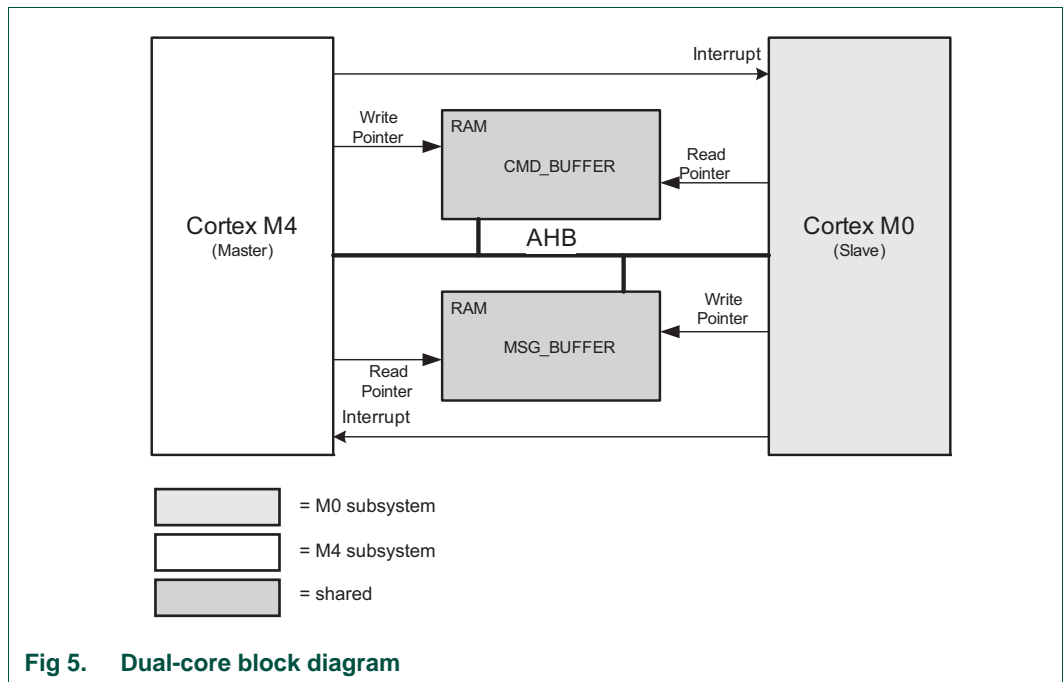 Interrupt
Write
Pointer
RAM
CMD_BUFFER
Read
Pointer
Cortex M4
(Master)
AHB
Cortex M0
(Slave)
RAM
MSG_BUFFER
Write
Pointer
Read
Pointer
Interrupt
= M0 subsystem
= M4 subsystem
= shared
Fig 5. Dual-core block diagram